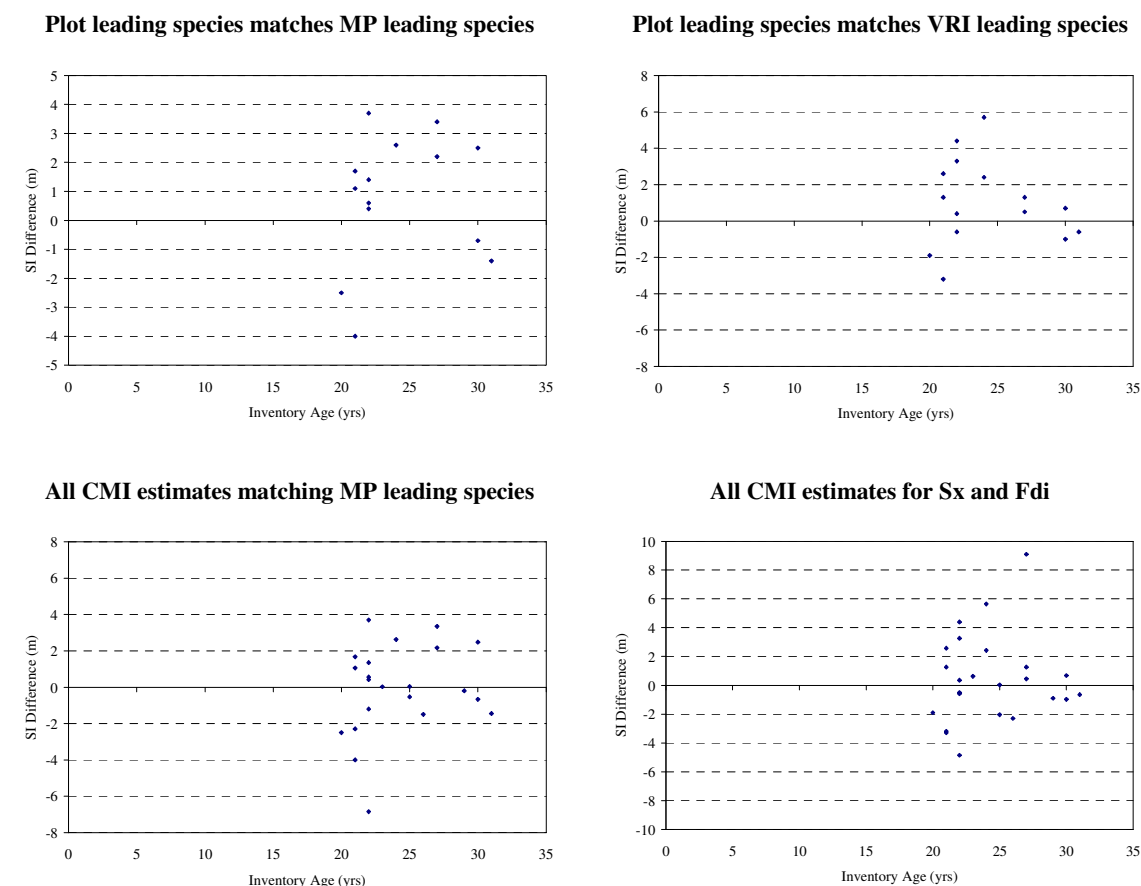 Plot leading species matches MP leading species
5
4
3
2
1
0
-1
-2
-3
-4
-5
SI Difference (m)
0 5 10 15 20 25 30 35
Inventory Age (yrs)
Plot leading species matches VRI leading species
8
6
4
2
0
-2
-4
-6
-8
SI Difference (m)
0 5 10 15 20 25 30 35
Inventory Age (yrs)
All CMI estimates matching MP leading species
8
6
4
2
0
-2
-4
-6
-8
SI Difference (m)
0 5 10 15 20 25 30 35
Inventory Age (yrs)
All CMI estimates for Sx and Fdi
10
8
6
4
2
0
-2
-4
-6
-8
-10
SI Difference (m)
0 5 10 15 20 25 30 35
Inventory Age (yrs)